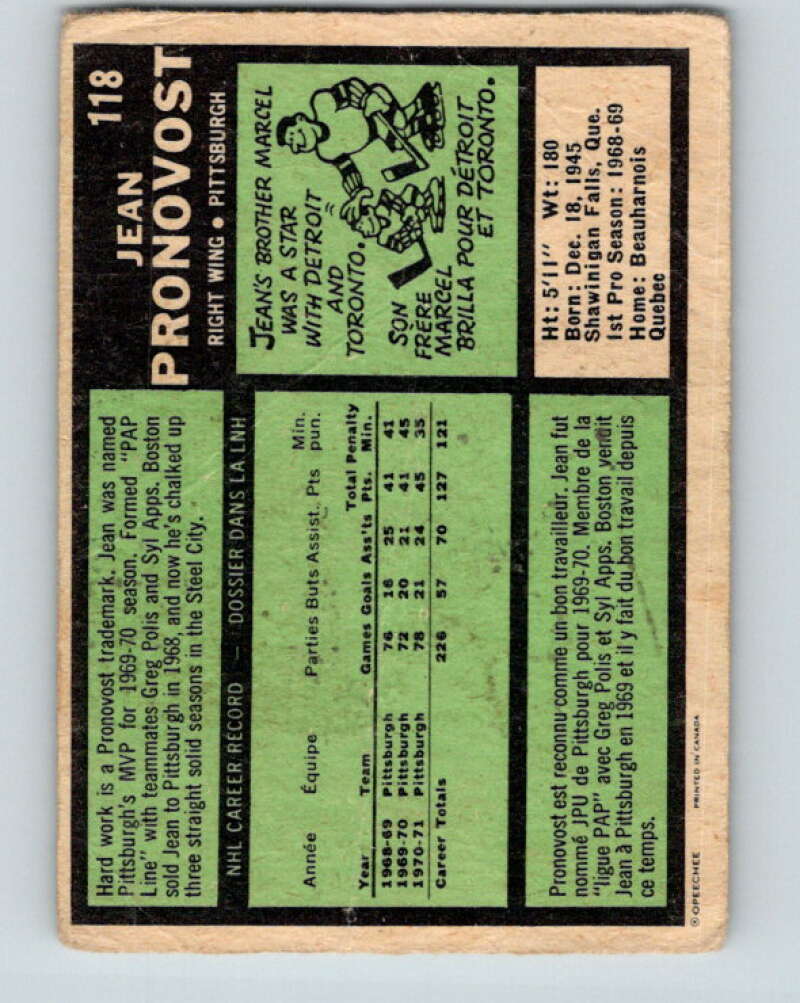 118
JEAN
PRONOVOST
RIGHT WING • PITTSBURGH
Hard work is a Pronovost trademark. Jean was named
Pittsburgh's MVP for 1969-70 season. Formed "PAP
Line" with teammates Greg Polis and Syl Apps. Boston
sold Jean to Pittsburgh in 1968, and now he's chalked up
three straight solid seasons in the Steel City.
JEAN'S BROTHER MARCEL
WAS A STAR
WITH DETROIT
AND
TORONTO.
SON
FRÈRE
MARCEL
BRILLA POUR DÉTROIT
ET TORONTO.
NHL CAREER RECORD — DOSSIER DANS LA LNH
Année Équipe Parties Buts Assist. Pts Min. pun.
Year Team Games Goals Ass'ts Total Pts. Penalty Min.
1968-69 Pittsburgh 76 16 25 41 41
1969-70 Pittsburgh 72 20 21 41 45
1970-71 Pittsburgh 78 21 24 45 35
Career Totals 226 57 70 127 121
Ht: 5'11" Wt: 180
Born: Dec. 18, 1945
Shawinigan Falls, Que.
1st Pro Season: 1968-69
Home: Beauharnois
Quebec
Pronovost est reconnu comme un bon travailleur. Jean fut
nommé JPU de Pittsburgh pour 1969-70. Membre de la
"ligue PAP" avec Greg Polis et Syl Apps. Boston vendit
Jean à Pittsburgh en 1969 et il y fait du bon travail depuis
ce temps.
© OPEECHEE PRINTED IN CANADA